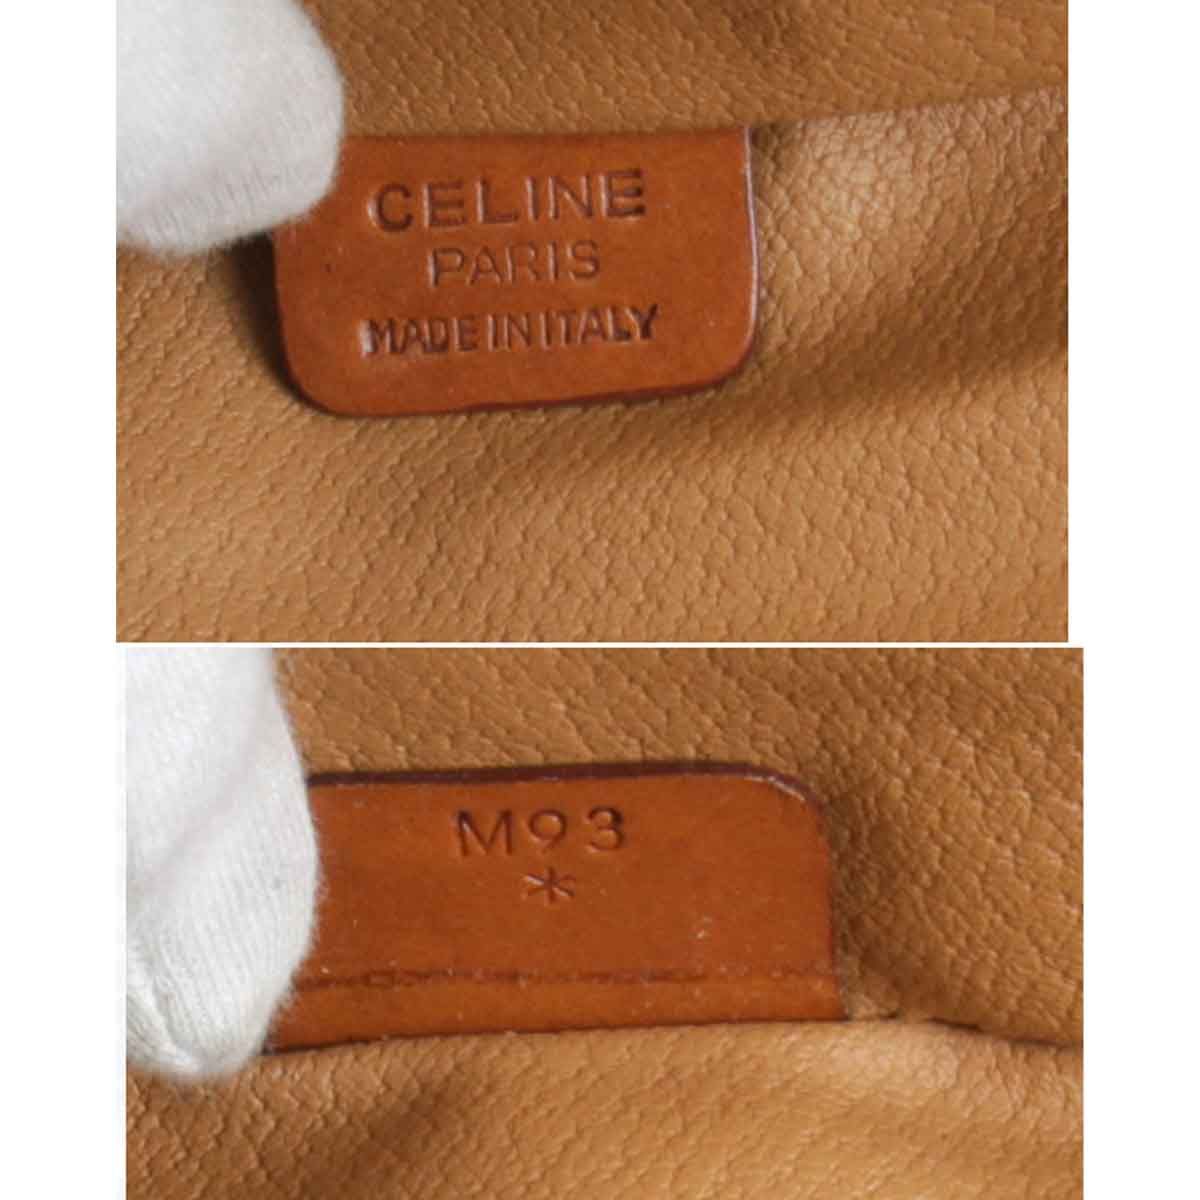 CELINE
PARIS
MADE IN ITALY
M93
*